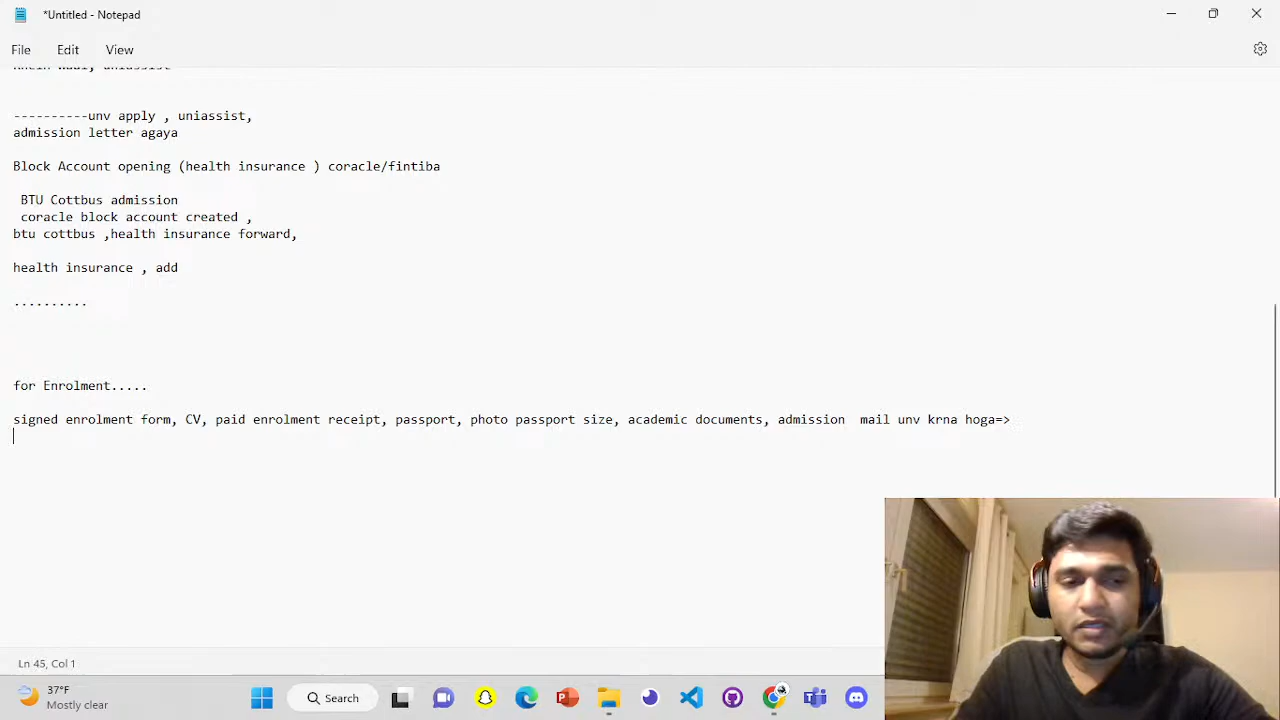 *Untitled - Notepad
File Edit View
----------unv apply , uniassist,
admission letter agaya
Block Account opening (health insurance ) coracle/fintiba
BTU Cottbus admission
coracle block account created ,
btu cottbus ,health insurance forward,
health insurance , add
..........
for Enrolment.....
signed enrolment form, CV, paid enrolment receipt, passport, photo passport size, academic documents, admission  mail unv krna hoga=>
Ln 45, Col 1
37°F
Mostly clear
Search